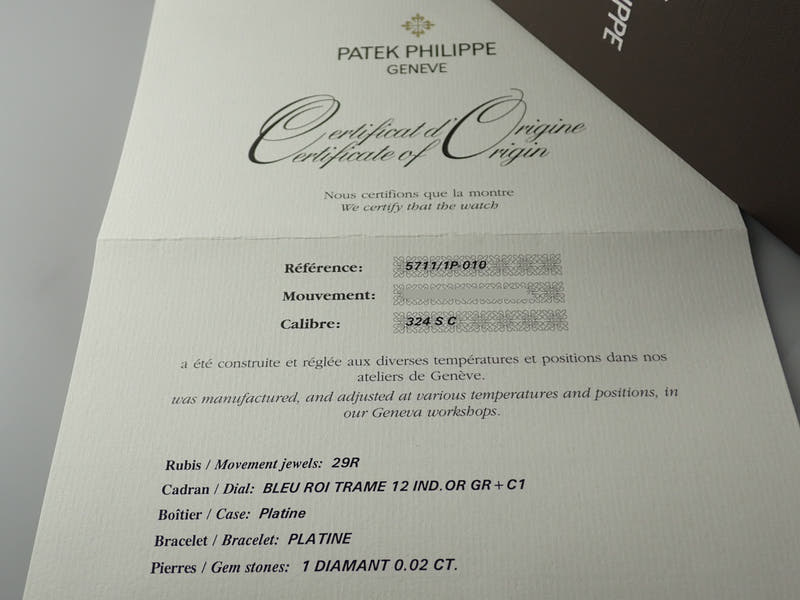 UPPE
PATEK PHILIPPE
GENEVE
Certificat d'Origine
Certificate of Origin
Nous certifions que la montre
We certify that the watch
Référence: 5711/1P-010
Mouvement:
Calibre: 324 S C
a été construite et réglée aux diverses températures et positions dans nos
ateliers de Genève.
was manufactured, and adjusted at various temperatures and positions, in
our Geneva workshops.
Rubis / Movement jewels: 29R
Cadran / Dial: BLEU ROI TRAME 12 IND.OR GR+C1
Boîtier / Case: Platine
Bracelet / Bracelet: PLATINE
Pierres / Gem stones: 1 DIAMANT 0.02 CT.